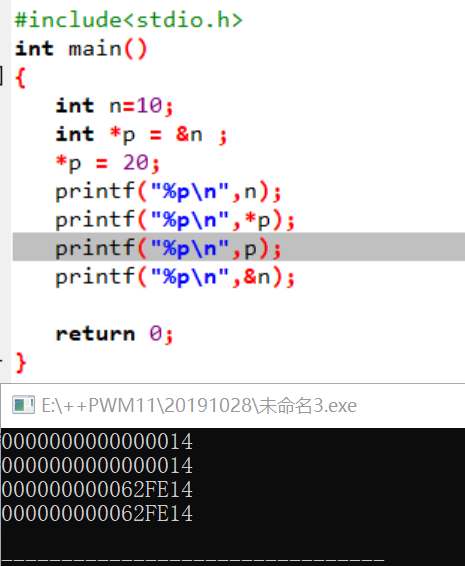 #include<stdio.h>
int main()
{
int n=10;
int *p = &n ;
*p = 20;
printf("%p\n",n);
printf("%p\n",*p);
printf("%p\n",p);
printf("%p\n",&n);
return 0;
}
E:\++PWM11\20191028\未命名3.exe
0000000000000014
0000000000000014
000000000062FE14
000000000062FE14
--------------------------------